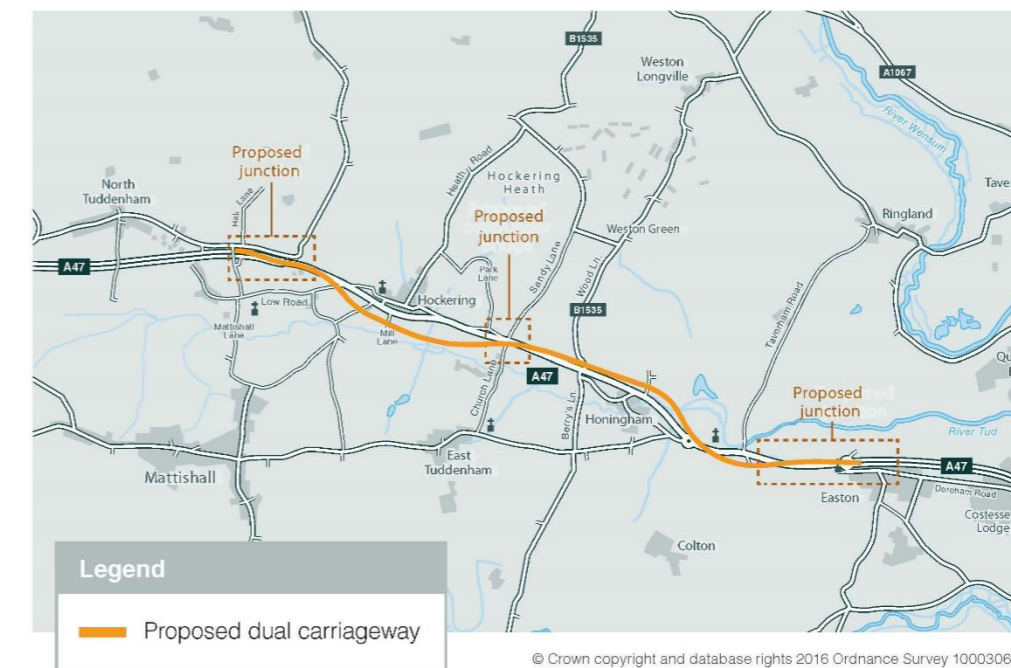 B1535
Weston
Longville
A1067
River Wensum
Proposed
junction
Heath Road
Hockering
Heath
North
Tuddenham
Hall Lane
Proposed
junction
Ringland
Weston Green
A47
Park
Lane
Sandy Lane
Wood Ln.
Low Road
Hockering
B1535
Taverham Road
Mattishall
Lane
Mill
Lane
A47
Church Lane
Proposed
junction
Berry's Ln.
Honingham
River Tud
East
Tuddenham
A47
Mattishall
Easton
Dereham Road
Costesse
Lodge
Colton
Legend
Proposed dual carriageway
© Crown copyright and database rights 2016 Ordnance Survey 1000306